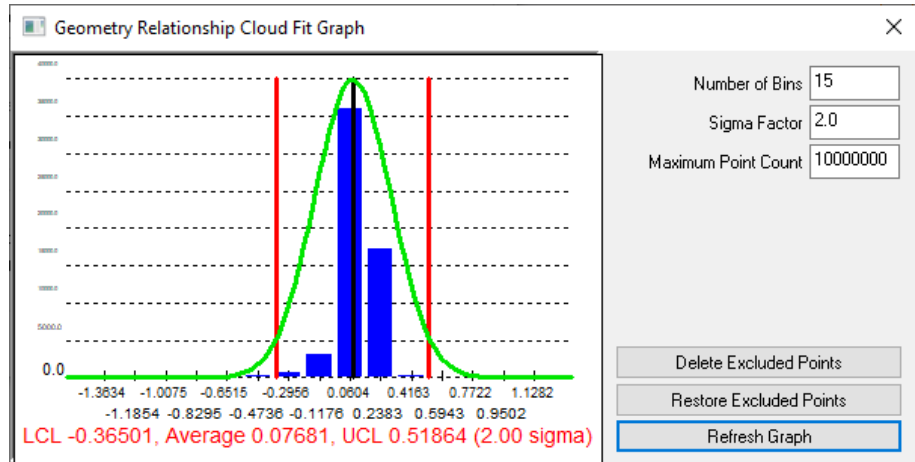 Geometry Relationship Cloud Fit Graph
Number of Bins 15
Sigma Factor 2.0
Maximum Point Count 10000000
5000.0
0.0
-1.3634 -1.0075 -0.6515 -0.2956 0.0604 0.4163 0.7722 1.1282
-1.1854 -0.8295 -0.4736 -0.1176 0.2383 0.5943 0.9502
LCL -0.36501, Average 0.07681, UCL 0.51864 (2.00 sigma)
Delete Excluded Points
Restore Excluded Points
Refresh Graph